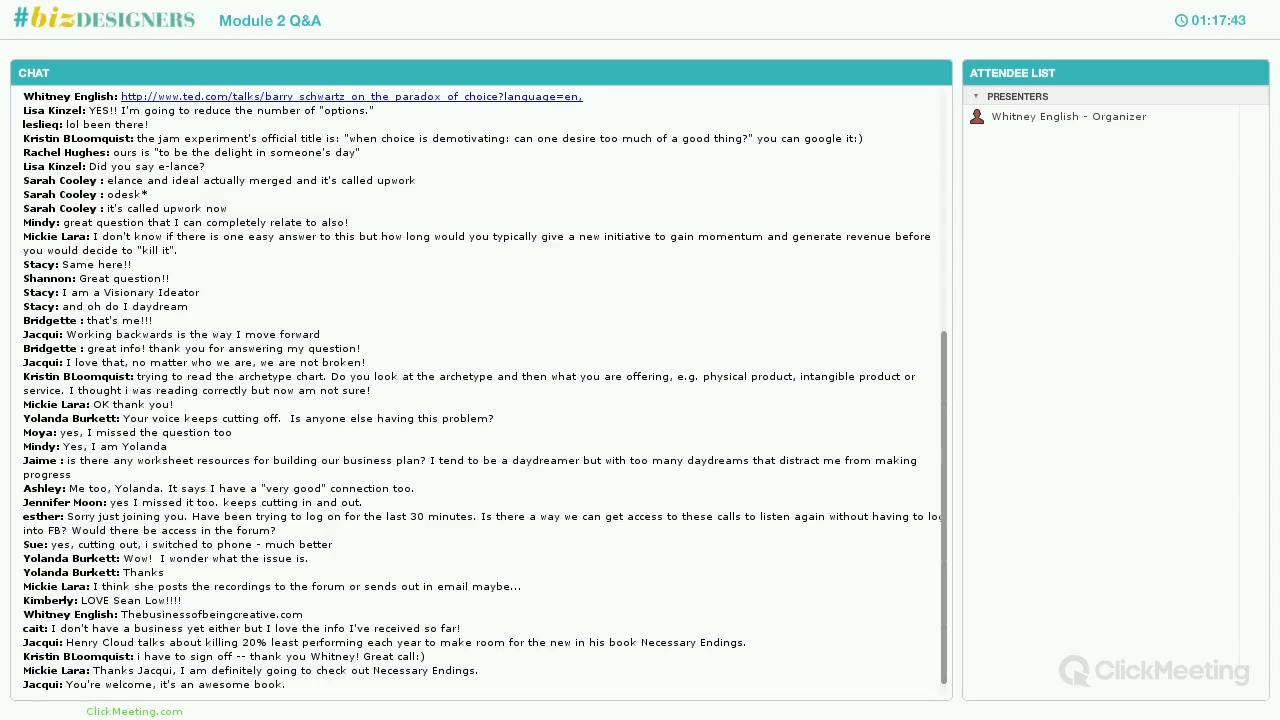 #bizDESIGNERS
Module 2 Q&A
01:17:43
CHAT
Whitney English: http://www.ted.com/talks/barry_schwartz_on_the_paradox_of_choice?language=en,
Lisa Kinzel: YES!! I'm going to reduce the number of "options."
leslieq: lol been there!
Kristin BLoomquist: the jam experiment's official title is: "when choice is demotivating: can one desire too much of a good thing?" you can google it:)
Rachel Hughes: ours is "to be the delight in someone's day"
Lisa Kinzel: Did you say e-lance?
Sarah Cooley : elance and ideal actually merged and it's called upwork
Sarah Cooley : odesk*
Sarah Cooley : it's called upwork now
Mindy: great question that I can completely relate to also!
Mickie Lara: I don't know if there is one easy answer to this but how long would you typically give a new initiative to gain momentum and generate revenue before
you would decide to "kill it".
Stacy: Same here!!
Shannon: Great question!!
Stacy: I am a Visionary Ideator
Stacy: and oh do I daydream
Bridgette : that's me!!!
Jacqui: Working backwards is the way I move forward
Bridgette : great info! thank you for answering my question!
Jacqui: I love that, no matter who we are, we are not broken!
Kristin BLoomquist: trying to read the archetype chart. Do you look at the archetype and then what you are offering, e.g. physical product, intangible product or
service. I thought i was reading correctly but now am not sure!
Mickie Lara: OK thank you!
Yolanda Burkett: Your voice keeps cutting off.  Is anyone else having this problem?
Moya: yes, I missed the question too
Mindy: Yes, I am Yolanda
Jaime : is there any worksheet resources for building our business plan? I tend to be a daydreamer but with too many daydreams that distract me from making
progress
Ashley: Me too, Yolanda. It says I have a "very good" connection too.
Jennifer Moon: yes I missed it too. keeps cutting in and out.
esther: Sorry just joining you. Have been trying to log on for the last 30 minutes. Is there a way we can get access to these calls to listen again without having to log
into FB? Would there be access in the forum?
Sue: yes, cutting out, i switched to phone - much better
Yolanda Burkett: Wow!  I wonder what the issue is.
Yolanda Burkett: Thanks
Mickie Lara: I think she posts the recordings to the forum or sends out in email maybe...
Kimberly: LOVE Sean Low!!!!
Whitney English: Thebusinessofbeingcreative.com
cait: I don't have a business yet either but I love the info I've received so far!
Jacqui: Henry Cloud talks about killing 20% least performing each year to make room for the new in his book Necessary Endings.
Kristin BLoomquist: i have to sign off -- thank you Whitney! Great call:)
Mickie Lara: Thanks Jacqui, I am definitely going to check out Necessary Endings.
Jacqui: You're welcome, it's an awesome book.
ATTENDEE LIST
PRESENTERS
Whitney English - Organizer
ClickMeeting
ClickMeeting.com